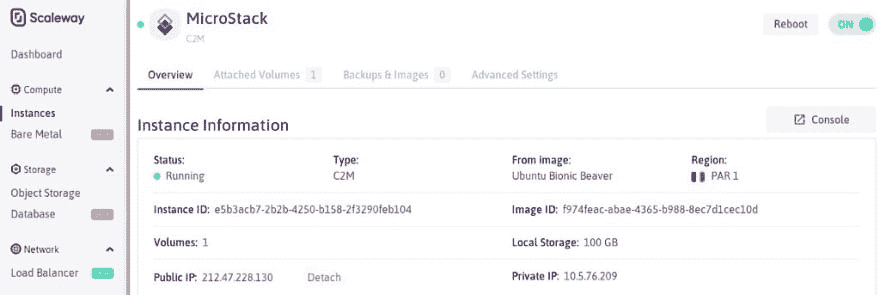 Scaleway
Dashboard
Compute
Instances
Bare Metal
Storage
Object Storage
Database
Network
Load Balancer
MicroStack
C2M
Reboot
ON
Overview
Attached Volumes 1
Backups & Images 0
Advanced Settings
Instance Information
Console
Status: Type: From image: Region:
Running C2M Ubuntu Bionic Beaver PAR 1
Instance ID: e5b3acb7-2b2b-4250-b158-2f3290feb104 Image ID: f974feac-abae-4365-b988-8ec7d1cec10d
Volumes: 1 Local Storage: 100 GB
Public IP: 212.47.228.130 Detach Private IP: 10.5.76.209